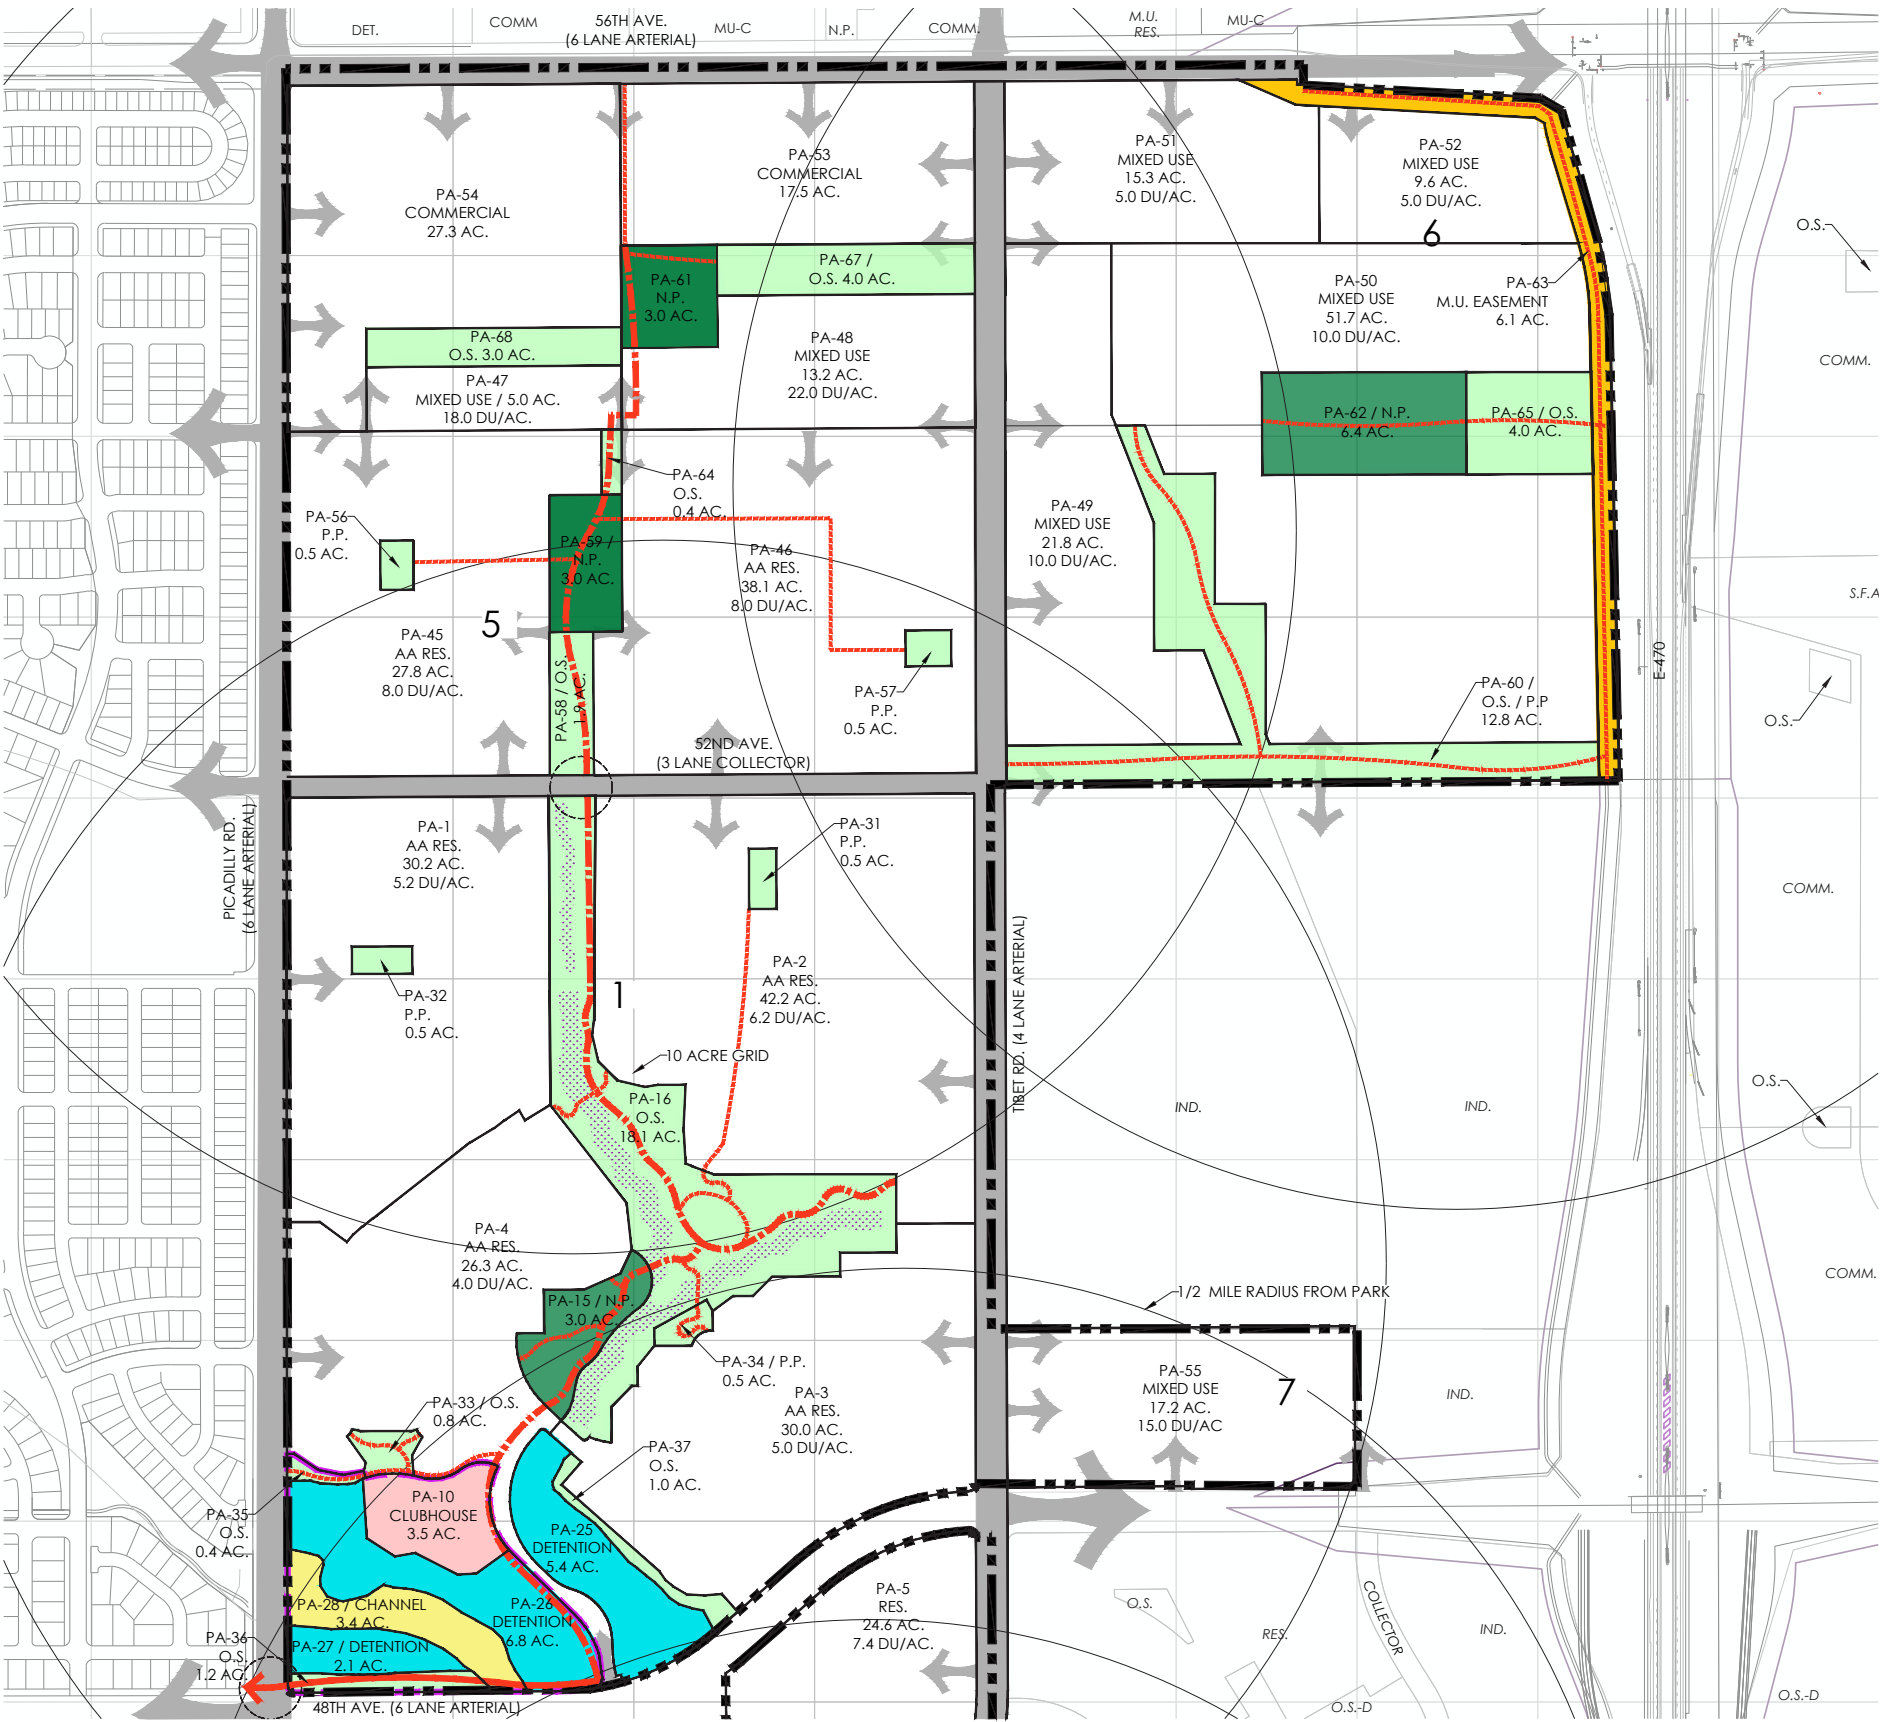 DET.
COMM
56TH AVE.
(6 LANE ARTERIAL)
MU-C
N.P.
COMM.
M.U.
RES.
MU-C
PA-54
COMMERCIAL
27.3 AC.
PA-53
COMMERCIAL
17.5 AC.
PA-51
MIXED USE
15.3 AC.
5.0 DU/AC.
PA-52
MIXED USE
9.6 AC.
5.0 DU/AC.
6
O.S.
PA-61
N.P.
3.0 AC.
PA-67 /
O.S. 4.0 AC.
PA-50
MIXED USE
51.7 AC.
10.0 DU/AC.
PA-63
M.U. EASEMENT
6.1 AC.
PA-68
O.S. 3.0 AC.
PA-48
MIXED USE
13.2 AC.
22.0 DU/AC.
COMM.
PA-47
MIXED USE / 5.0 AC.
18.0 DU/AC.
PA-62 / N.P.
6.4 AC.
PA-65 / O.S.
4.0 AC.
PA-64
O.S.
0.4 AC.
PA-56
P.P.
0.5 AC.
PA-59 /
N.P.
3.0 AC.
PA-46
AA RES.
38.1 AC.
8.0 DU/AC.
PA-49
MIXED USE
21.8 AC.
10.0 DU/AC.
S.F.A
5
PA-45
AA RES.
27.8 AC.
8.0 DU/AC.
PA-58 / O.S.
1.9 AC.
PA-57
P.P.
0.5 AC.
E-470
PA-60 /
O.S. / P.P
12.8 AC.
O.S.
52ND AVE.
(3 LANE COLLECTOR)
PICADILLY RD.
(6 LANE ARTERIAL)
PA-1
AA RES.
30.2 AC.
5.2 DU/AC.
PA-31
P.P.
0.5 AC.
COMM.
PA-32
P.P.
0.5 AC.
1
PA-2
AA RES.
42.2 AC.
6.2 DU/AC.
TIBET RD. (4 LANE ARTERIAL)
10 ACRE GRID
O.S.
PA-16
O.S.
18.1 AC.
IND.
IND.
PA-4
AA RES.
26.3 AC.
4.0 DU/AC.
COMM.
PA-15 / N.P.
3.0 AC.
1/2 MILE RADIUS FROM PARK
PA-34 / P.P.
0.5 AC.
PA-3
AA RES.
30.0 AC.
5.0 DU/AC.
PA-55
MIXED USE
17.2 AC.
15.0 DU/AC
7
IND.
PA-33 / O.S.
0.8 AC.
PA-37
O.S.
1.0 AC.
PA-10
CLUBHOUSE
3.5 AC.
PA-35
O.S.
0.4 AC.
PA-25
DETENTION
5.4 AC.
PA-28 / CHANNEL
3.4 AC.
PA-26
DETENTION
6.8 AC.
PA-5
RES.
24.6 AC.
7.4 DU/AC.
O.S.
COLLECTOR
RES.
IND.
PA-36
O.S.
1.2 AC.
PA-27 / DETENTION
2.1 AC.
48TH AVE. (6 LANE ARTERIAL)
O.S.-D
O.S.-D